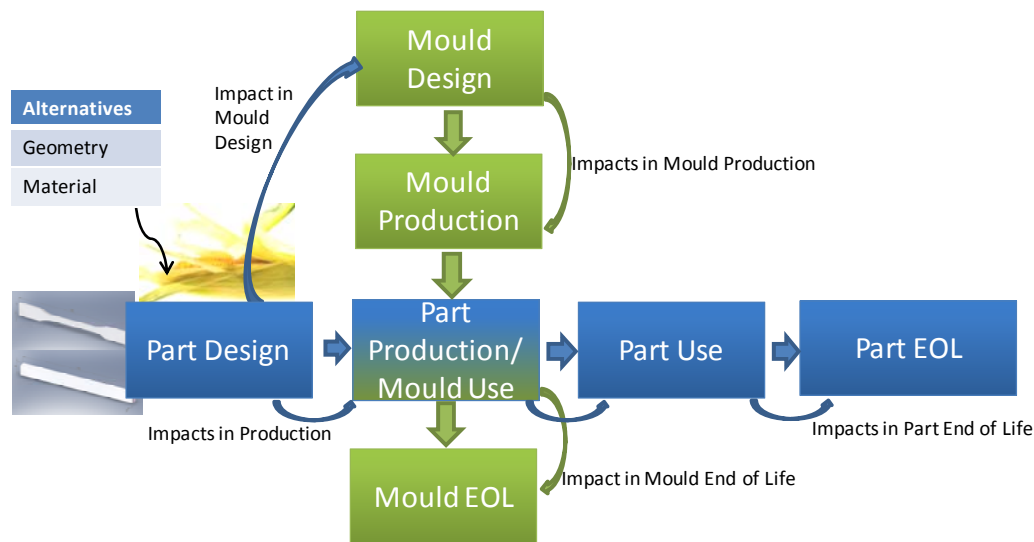 Mould
Design
Impact in
Mould
Design
Alternatives
Geometry
Material
Impacts in Mould Production
Mould
Production
Part Design
Part
Production/
Mould Use
Part Use
Part EOL
Impacts in Production
Impacts in Part End of Life
Impact in Mould End of Life
Mould EOL